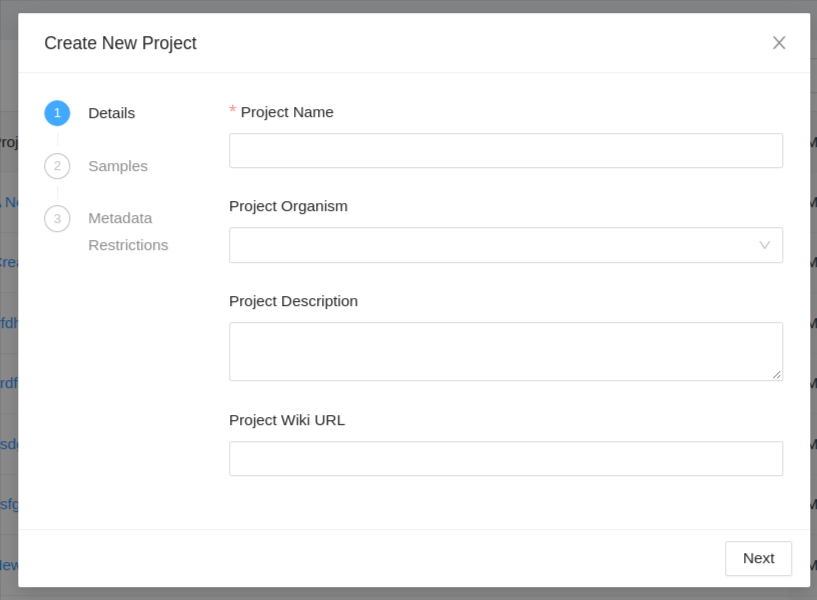 Create New Project
1 Details
2 Samples
3 Metadata
Restrictions
* Project Name
Project Organism
Project Description
Project Wiki URL
Next